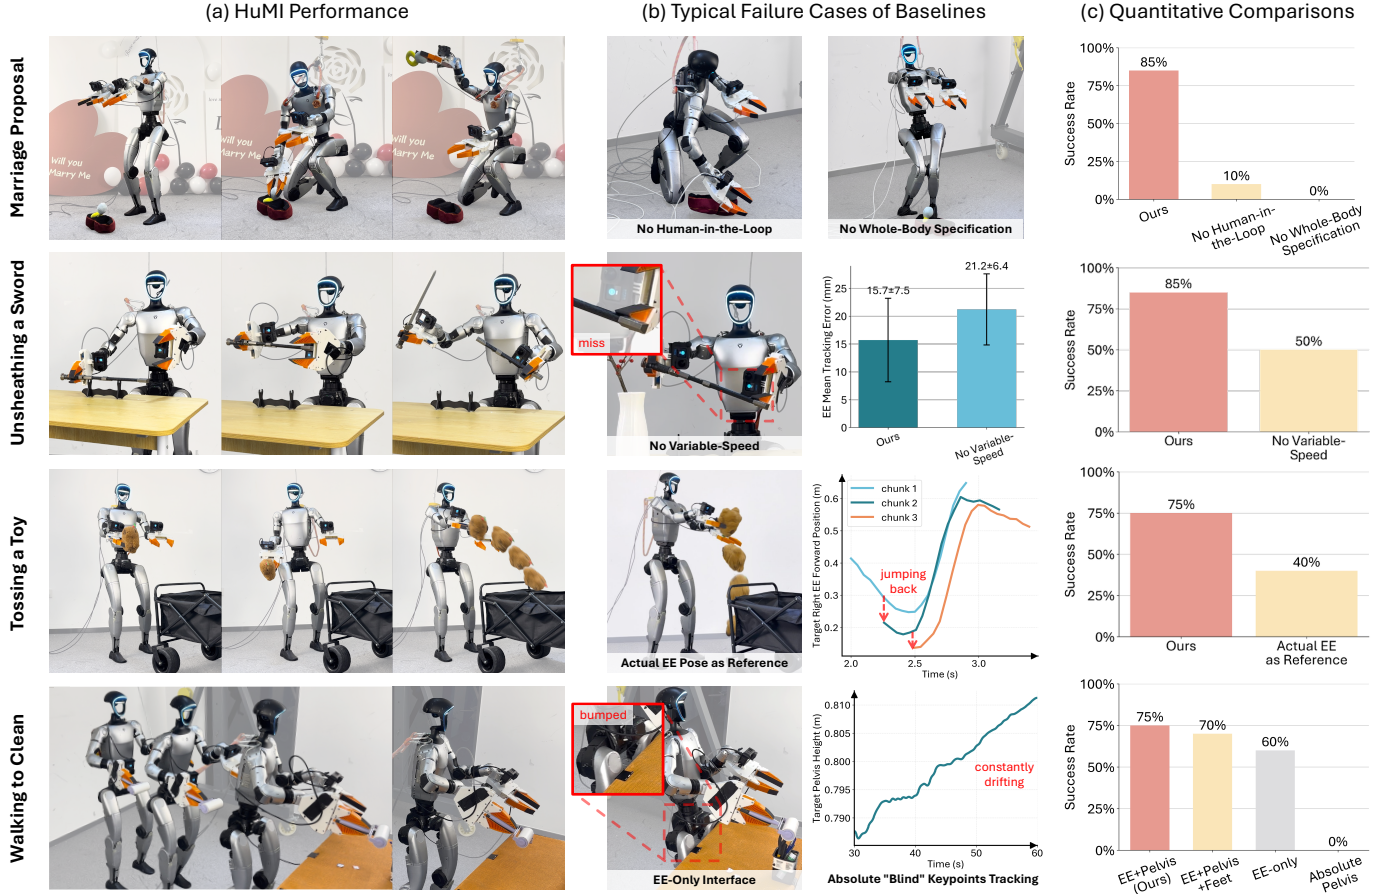 (a) HuMI Performance
(b) Typical Failure Cases of Baselines
(c) Quantitative Comparisons
Marriage Proposal
Will you
Marry Me
Will you
Marry Me
Marry Me
No Human-in-the-Loop
No Whole-Body Specification
Success Rate
100%
75%
50%
25%
0%
85%
10%
0%
Ours
No Human-in-
the-Loop
No Whole-Body
Specification
Unsheathing a Sword
miss
No Variable-Speed
EE Mean Tracking Error (mm)
25
20
15
10
5
0
15.7±7.5
21.2±6.4
Ours
No Variable-
Speed
Success Rate
100%
75%
50%
25%
0%
85%
50%
Ours
No Variable-
Speed
Tossing a Toy
Actual EE Pose as Reference
Target Right EE Forward Position (m)
0.6
0.5
0.4
0.3
0.2
chunk 1
chunk 2
chunk 3
jumping
back
2.0
2.5
3.0
Time (s)
Success Rate
100%
75%
50%
25%
0%
75%
40%
Ours
Actual EE
as Reference
Walking to Clean
bumped
EE-Only Interface
Target Pelvis Height (m)
0.810
0.805
0.800
0.795
0.790
constantly
drifting
30
40
50
60
Time (s)
Absolute "Blind" Keypoints Tracking
Success Rate
100%
75%
50%
25%
0%
75%
70%
60%
0%
EE+Pelvis
(Ours)
EE+Pelvis
+Feet
EE-only
Absolute
Pelvis